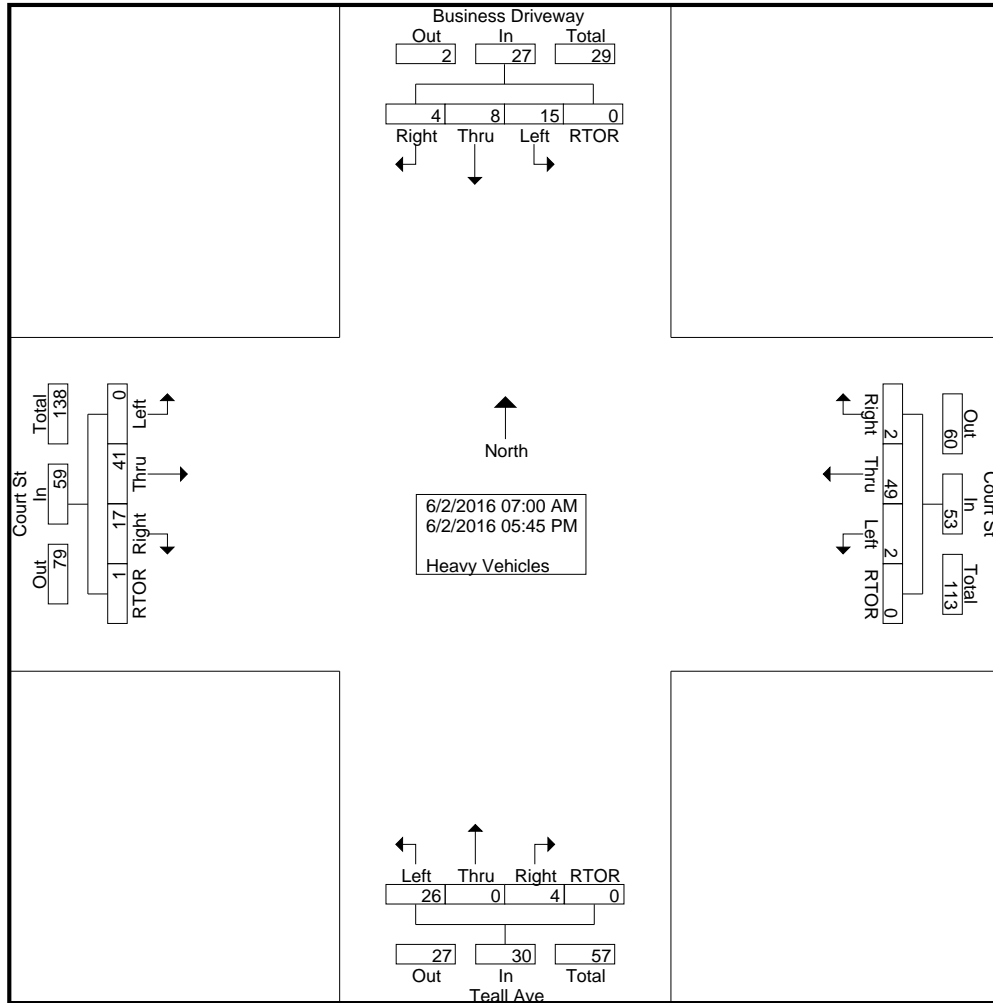 Business Driveway
Out In Total
2 27 29
4 8 15 0
Right Thru Left RTOR
Court St
Total In Out
138 59 79
0 41 17 1
Left Thru Right RTOR
North
6/2/2016 07:00 AM
6/2/2016 05:45 PM
Heavy Vehicles
Right Thru Left RTOR
2 49 2 0
Out In Total
60 53 113
Court St
Left Thru Right RTOR
26 0 4 0
27 30 57
Out In Total
Teall Ave